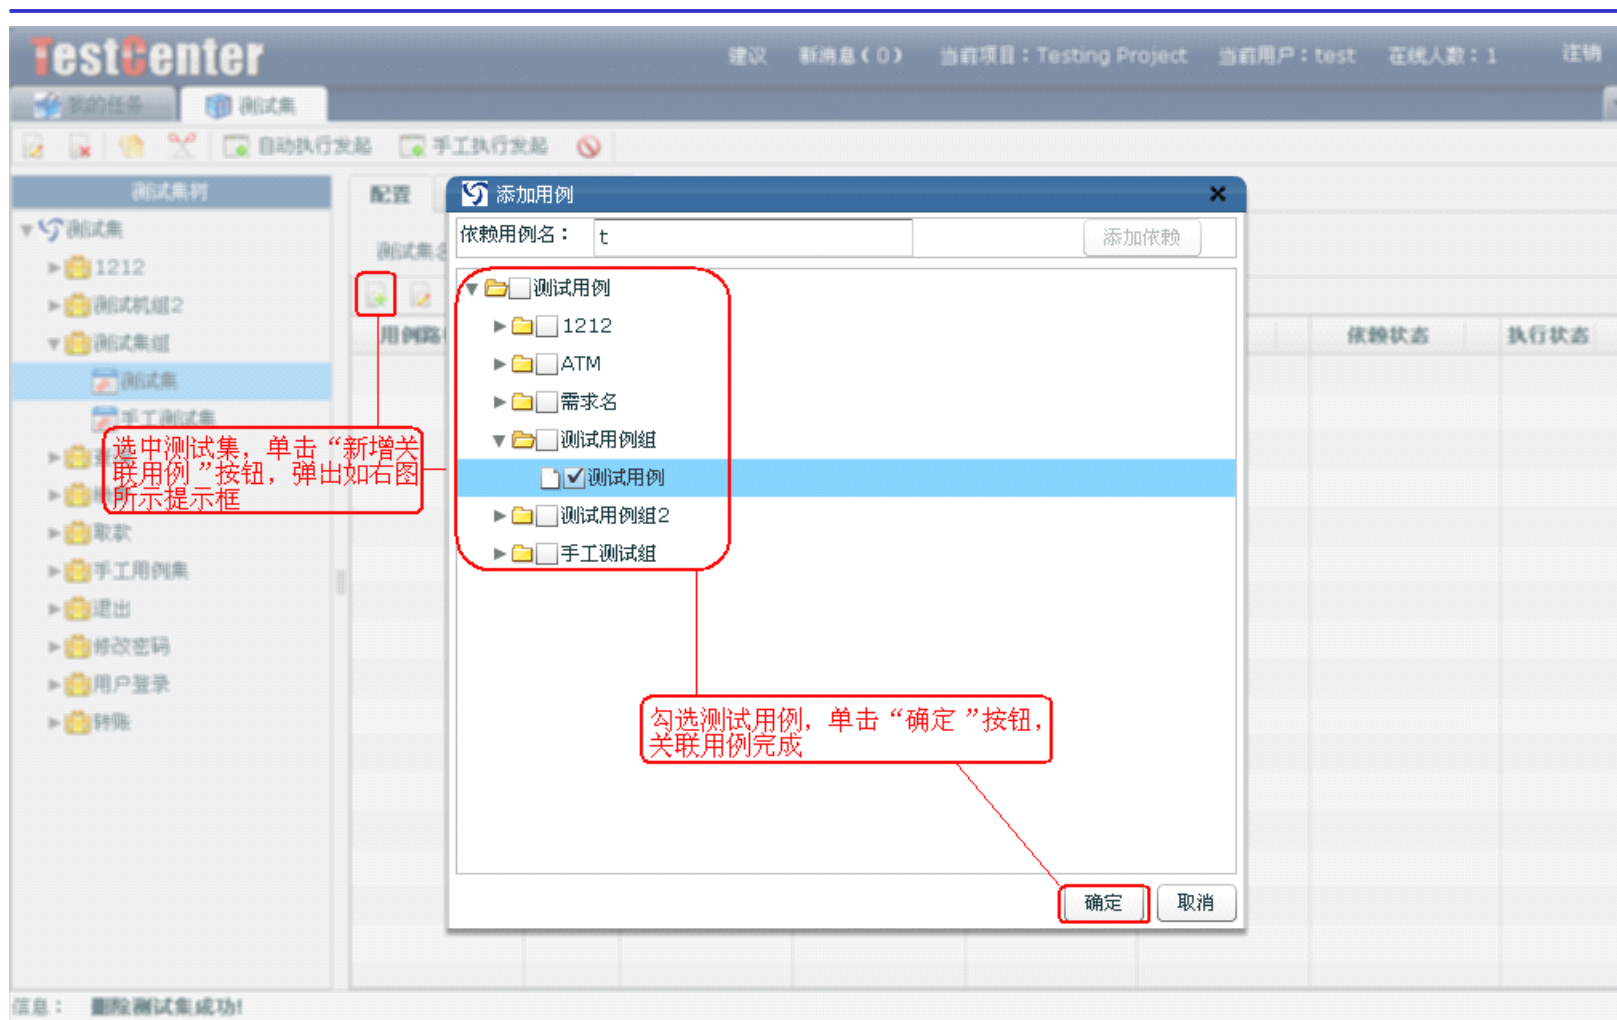 TestCenter
建议 新消息(0) 当前项目:Testing Project 当前用户:test 在线人数:1 注销
我的任务 测试集
自动执行发起 手工执行发起
测试集树
测试集
1212
测试机组2
测试集组
测试集
手工测试集
取款
手工用例集
退出
修改密码
用户登录
转账
配置
测试集名
用例路
依赖状态 执行状态
添加用例
依赖用例名: t 添加依赖
测试用例
1212
ATM
需求名
测试用例组
测试用例
测试用例组2
手工测试组
选中测试集，单击“新增关
联用例”按钮，弹出如右图
所示提示框
勾选测试用例，单击“确定”按钮，
关联用例完成
确定 取消
信息: 删除测试集成功!